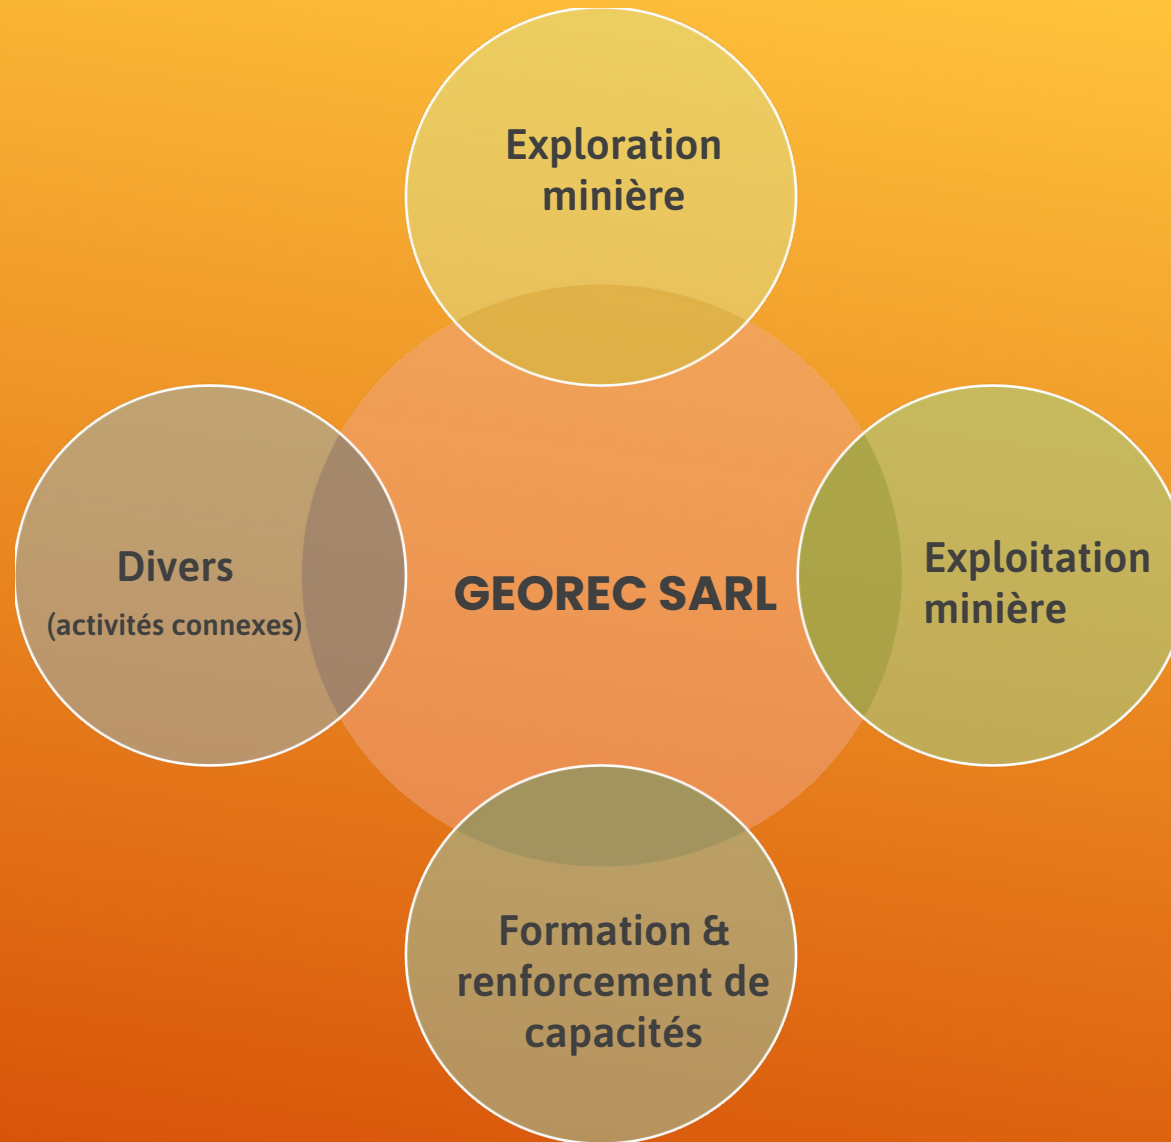 Exploration
minière
Divers
(activités connexes)
GEOREC SARL
Exploitation
minière
Formation &
renforcement de
capacités